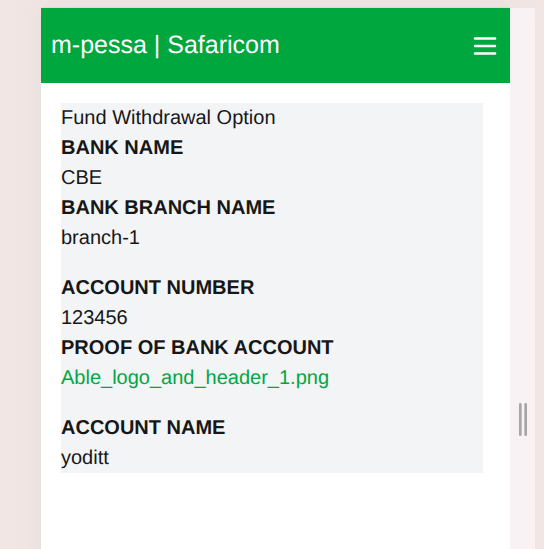 m-pessa | Safaricom
Fund Withdrawal Option
BANK NAME
CBE
BANK BRANCH NAME
branch-1
ACCOUNT NUMBER
123456
PROOF OF BANK ACCOUNT
Able_logo_and_header_1.png
ACCOUNT NAME
yoditt